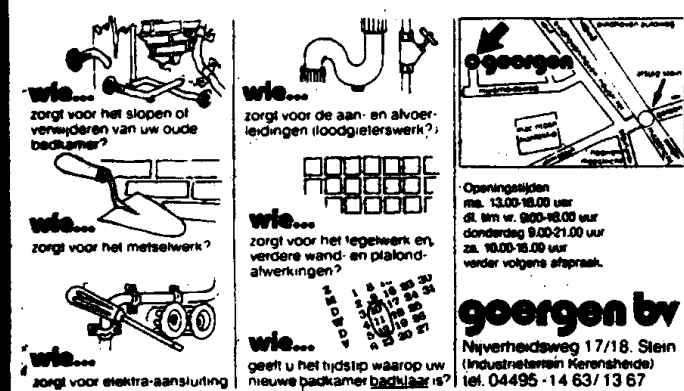 wie...
zorgt voor het slopen of
verwijderen van uw oude
badkamer?
wie...
zorgt voor het metselwerk?
wie...
zorgt voor elektra-aansluiting
wie...
zorgt voor de aan- en afvoer-
leidingen (loodgieterswerk?)
wie...
zorgt voor het tegelwerk en,
verdere wand- en plafond-
afwerkingen?
wie...
geeft u het tijdstip waarop uw
nieuwe badkamer badklaar is?
goorgen
Openingstijden
ma. 13.00-18.00 uur
di. t/m vr. 9.00-18.00 uur
donderdag 9.00-21.00 uur
za. 10.00-16.00 uur
verder volgens afspraak.
goorgen bv
Nijverheidsweg 17/18. Stein
(Industrieterrein Kerensheide)
tel. 04495-14 63/13 67